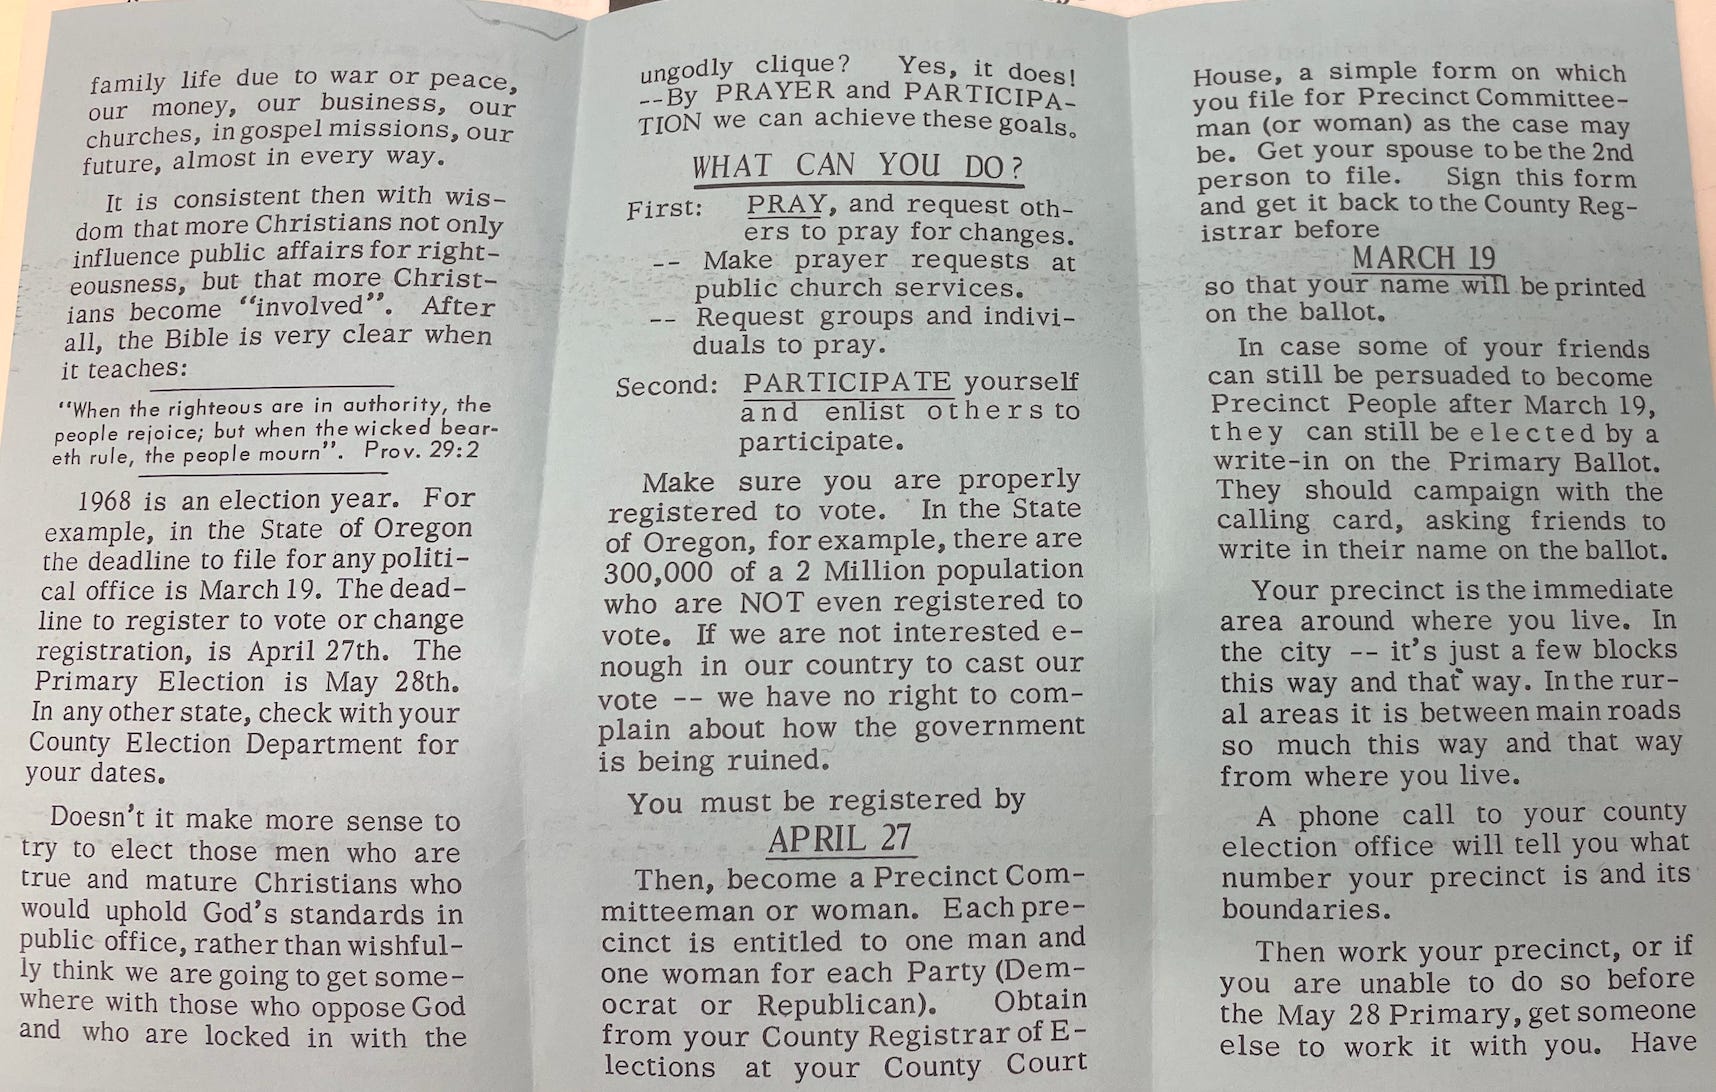 family life due to war or peace,
our money, our business, our
churches, in gospel missions, our
future, almost in every way.
It is consistent then with wis-
dom that more Christians not only
influence public affairs for right-
eousness, but that more Christ-
ians become "involved". After
all, the Bible is very clear when
it teaches:
"When the righteous are in authority, the
people rejoice; but when the wicked bear-
eth rule, the people mourn". Prov. 29:2
1968 is an election year. For
example, in the State of Oregon
the deadline to file for any politi-
cal office is March 19. The dead-
line to register to vote or change
registration, is April 27th. The
Primary Election is May 28th.
In any other state, check with your
County Election Department for
your dates.
Doesn't it make more sense to
try to elect those men who are
true and mature Christians who
would uphold God's standards in
public office, rather than wishful-
ly think we are going to get some-
where with those who oppose God
and who are locked in with the
ungodly clique? Yes, it does!
--By PRAYER and PARTICIPA-
TION we can achieve these goals.
WHAT CAN YOU DO?
First: PRAY, and request oth-
ers to pray for changes.
-- Make prayer requests at
public church services.
-- Request groups and indivi-
duals to pray.
Second: PARTICIPATE yourself
and enlist others to
participate.
Make sure you are properly
registered to vote. In the State
of Oregon, for example, there are
300,000 of a 2 Million population
who are NOT even registered to
vote. If we are not interested e-
nough in our country to cast our
vote -- we have no right to com-
plain about how the government
is being ruined.
You must be registered by
APRIL 27
Then, become a Precinct Com-
mitteeman or woman. Each pre-
cinct is entitled to one man and
one woman for each Party (Dem-
ocrat or Republican). Obtain
from your County Registrar of E-
lections at your County Court
House, a simple form on which
you file for Precinct Committee-
man (or woman) as the case may
be. Get your spouse to be the 2nd
person to file. Sign this form
and get it back to the County Reg-
istrar before
MARCH 19
so that your name will be printed
on the ballot.
In case some of your friends
can still be persuaded to become
Precinct People after March 19,
they can still be elected by a
write-in on the Primary Ballot.
They should campaign with the
calling card, asking friends to
write in their name on the ballot.
Your precinct is the immediate
area around where you live. In
the city -- it's just a few blocks
this way and that way. In the rur-
al areas it is between main roads
so much this way and that way
from where you live.
A phone call to your county
election office will tell you what
number your precinct is and its
boundaries.
Then work your precinct, or if
you are unable to do so before
the May 28 Primary, get someone
else to work it with you. Have